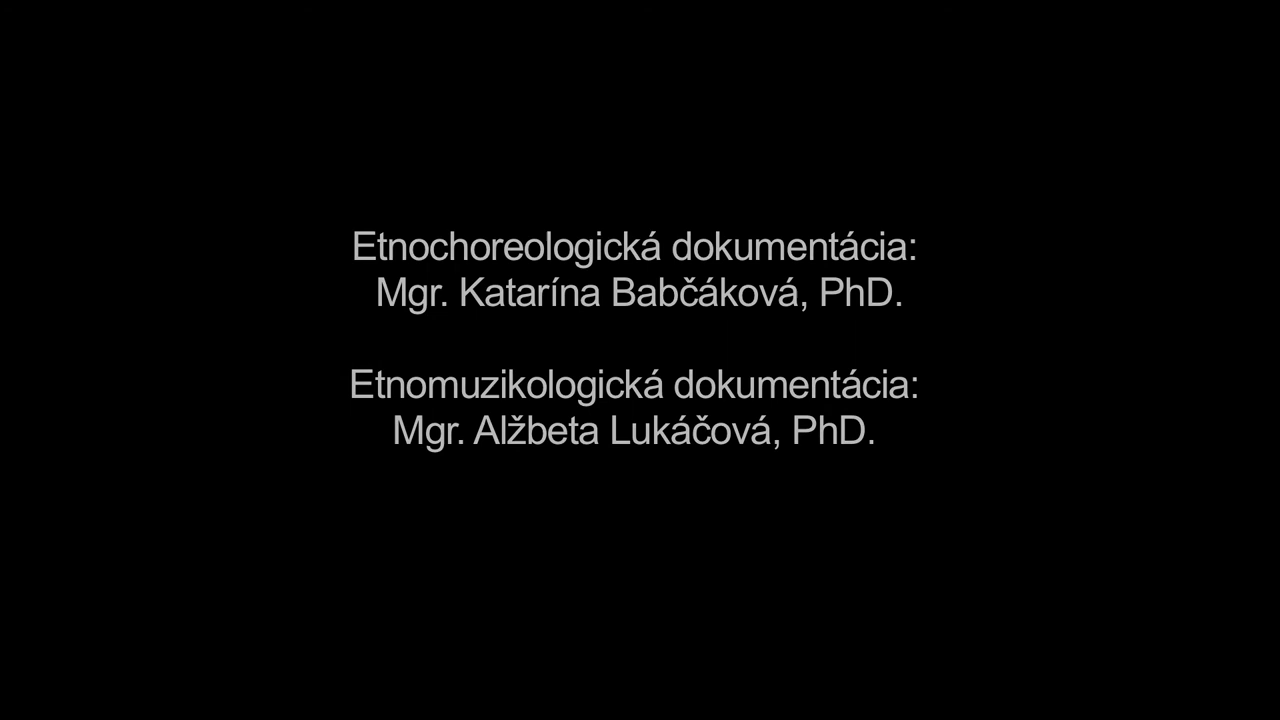 Etnochoreologická dokumentácia:
Mgr. Katarína Babčáková, PhD.
Etnomuzikologická dokumentácia:
Mgr. Alžbeta Lukáčová, PhD.